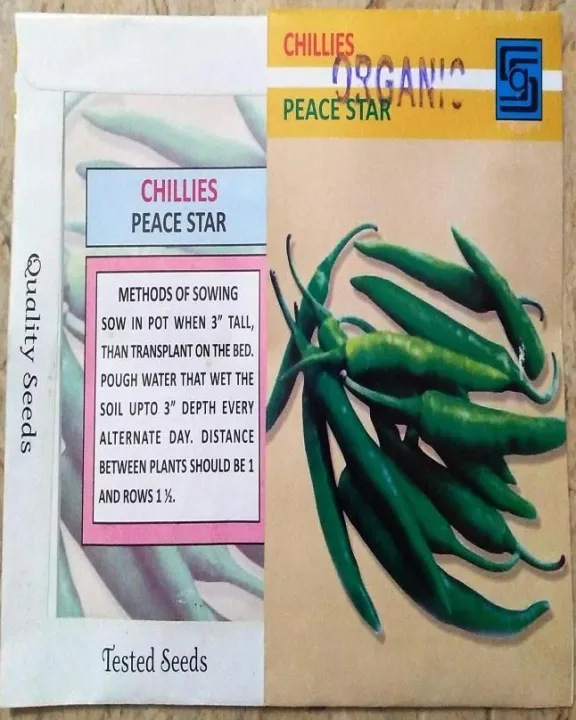 CHILLIES
ORGANIC
PEACE STAR
CHILLIES
PEACE STAR
METHODS OF SOWING
SOW IN POT WHEN 3" TALL,
THAN TRANSPLANT ON THE BED.
POUGH WATER THAT WET THE
SOIL UPTO 3" DEPTH EVERY
ALTERNATE DAY. DISTANCE
BETWEEN PLANTS SHOULD BE 1
AND ROWS 1 ½.
Quality Seeds
Tested Seeds